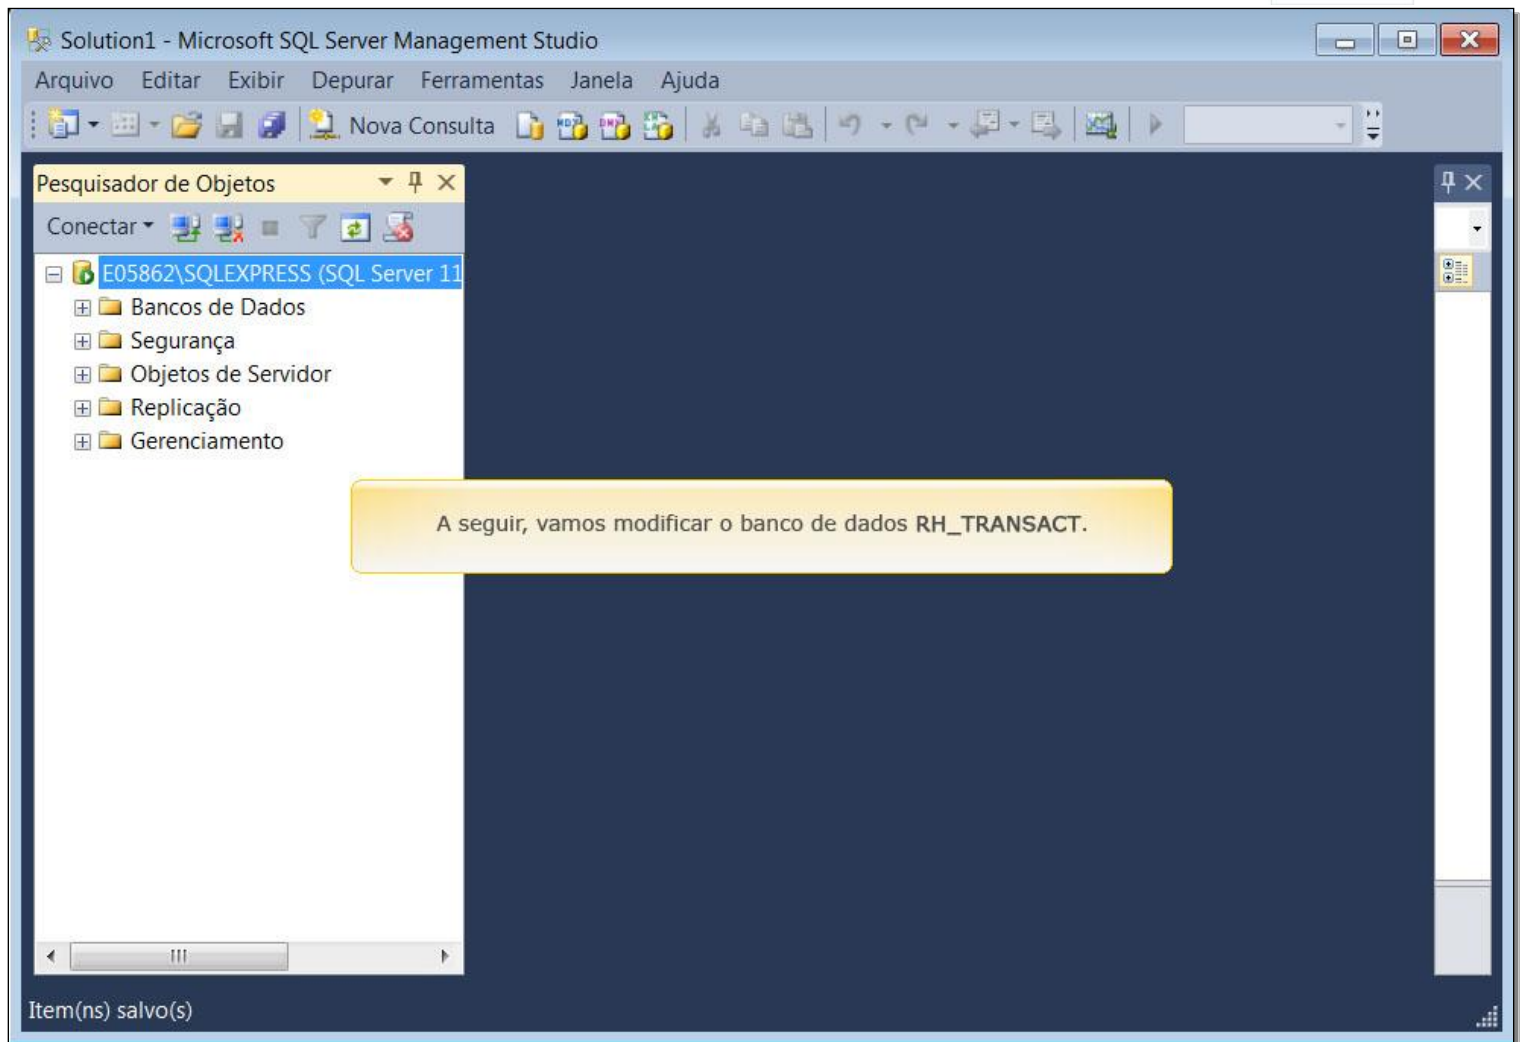 Solution1 - Microsoft SQL Server Management Studio
Arquivo Editar Exibir Depurar Ferramentas Janela Ajuda
Nova Consulta
Pesquisador de Objetos
Conectar
E05862\SQLEXPRESS (SQL Server 11
Bancos de Dados
Segurança
Objetos de Servidor
Replicação
Gerenciamento
A seguir, vamos modificar o banco de dados RH_TRANSACT.
Item(ns) salvo(s)